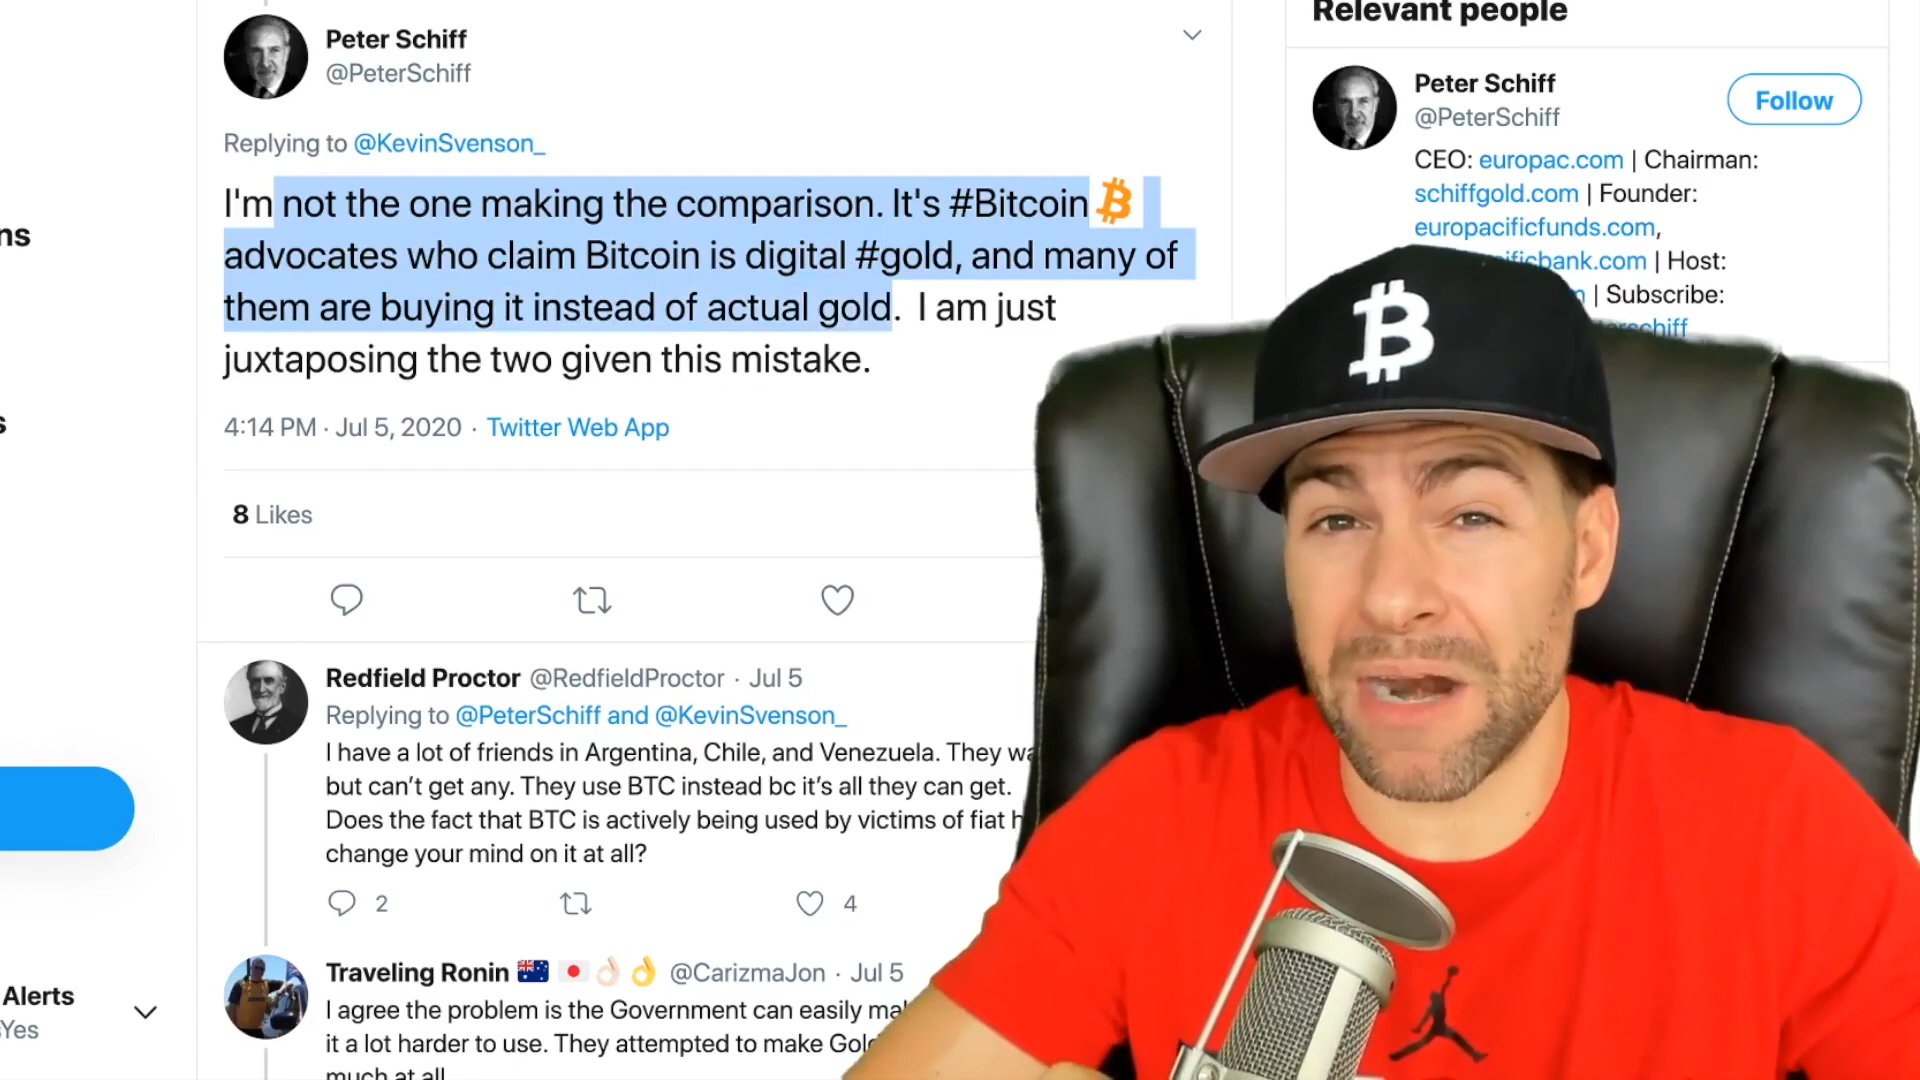 Relevant people
Peter Schiff
@PeterSchiff
Replying to @KevinSvenson_
I'm not the one making the comparison. It's #Bitcoin
advocates who claim Bitcoin is digital #gold, and many of
them are buying it instead of actual gold. I am just
juxtaposing the two given this mistake.
4:14 PM · Jul 5, 2020 · Twitter Web App
8 Likes
Redfield Proctor @RedfieldProctor · Jul 5
Replying to @PeterSchiff and @KevinSvenson_
I have a lot of friends in Argentina, Chile, and Venezuela. They
but can't get any. They use BTC instead bc it's all they can get.
Does the fact that BTC is actively being used by victims of fiat
change your mind on it at all?
2
4
Traveling Ronin @CarizmaJon · Jul 5
I agree the problem is the Government can easily
it a lot harder to use. They attempted to make
much at all
Peter Schiff
@PeterSchiff
Follow
CEO: europac.com | Chairman:
schiffgold.com | Founder:
europacificfunds.com,
| Host:
| Subscribe:
Alerts
Yes